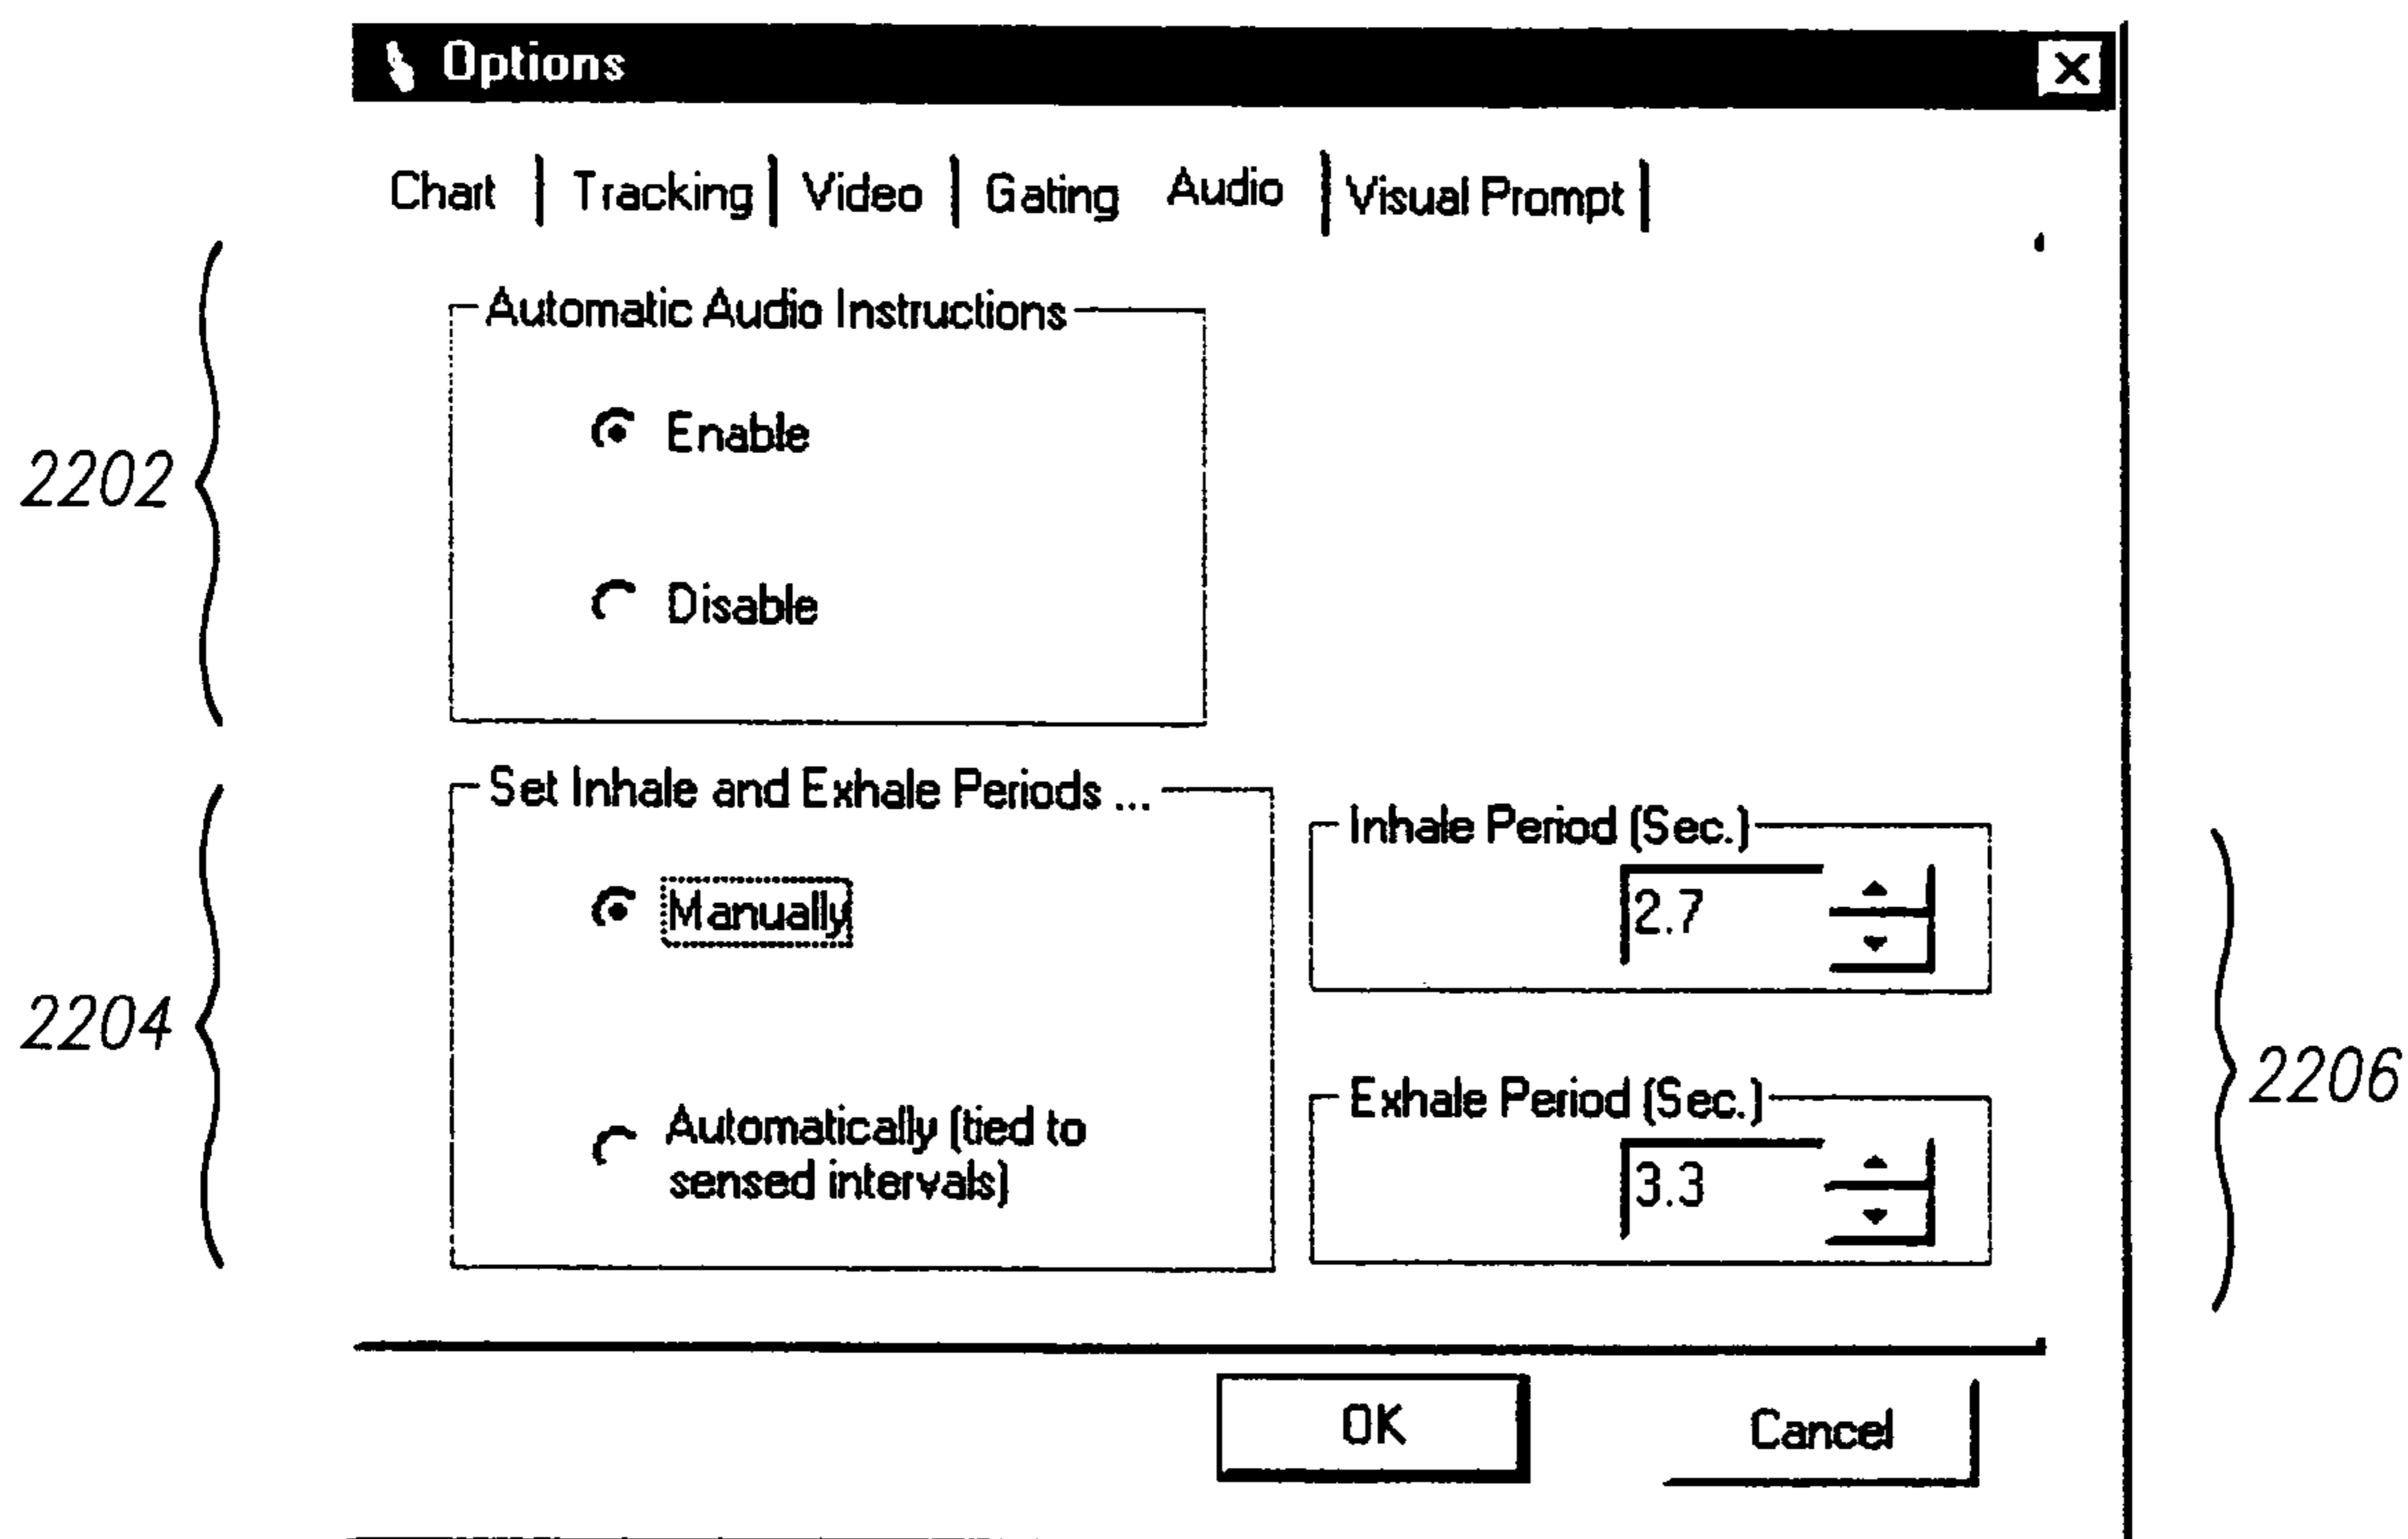 Options
Chart Tracking Video Gating Audio Visual Prompt
Automatic Audio Instructions
Enable
2202
Disable
Set Inhale and Exhale Periods ...
Manually
2204
Automatically (tied to
sensed intervals)
Inhale Period (Sec.)
2.7
Exhale Period (Sec.)
3.3
2206
OK Cancel